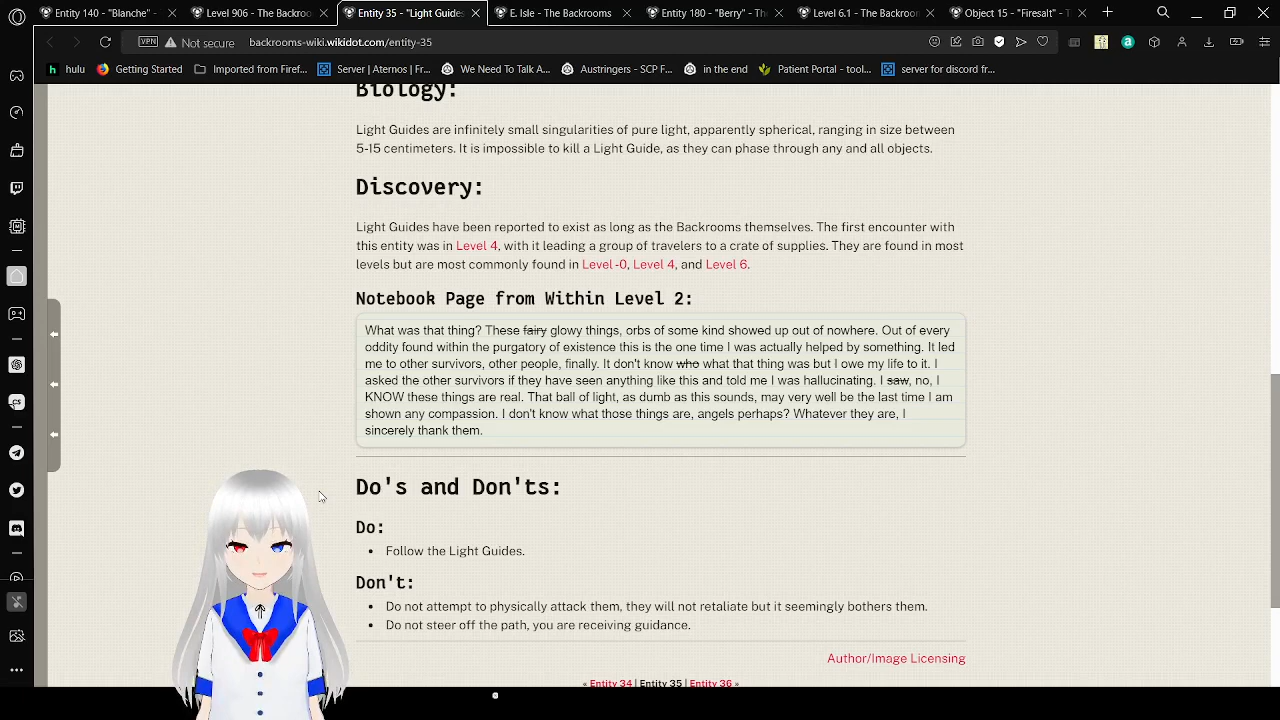 Entity 140 - "Blanche" -
Level 906 - The Backroo
Entity 35 - "Light Guides
E. Isle - The Backrooms
Entity 180 - "Berry" - The
Level 6.1 - The Backroon
Object 15 - "Firesalt" - T
VPN
Not secure
backrooms-wiki.wikidot.com/entity-35
hulu
Getting Started
Imported from Firef...
Server | Aternos | Fr...
We Need To Talk A...
Austringers - SCP F...
in the end
Patient Portal - tool...
server for discord fr...
Biology:
Light Guides are infinitely small singularities of pure light, apparently spherical, ranging in size between
5-15 centimeters. It is impossible to kill a Light Guide, as they can phase through any and all objects.
Discovery:
Light Guides have been reported to exist as long as the Backrooms themselves. The first encounter with
this entity was in Level 4, with it leading a group of travelers to a crate of supplies. They are found in most
levels but are most commonly found in Level -0, Level 4, and Level 6.
Notebook Page from Within Level 2:
What was that thing? These fairy glowy things, orbs of some kind showed up out of nowhere. Out of every
oddity found within the purgatory of existence this is the one time I was actually helped by something. It led
me to other survivors, other people, finally. It don't know who what that thing was but I owe my life to it. I
asked the other survivors if they have seen anything like this and told me I was hallucinating. I saw, no, I
KNOW these things are real. That ball of light, as dumb as this sounds, may very well be the last time I am
shown any compassion. I don't know what those things are, angels perhaps? Whatever they are, I
sincerely thank them.
Do's and Don'ts:
Do:
• Follow the Light Guides.
Don't:
• Do not attempt to physically attack them, they will not retaliate but it seemingly bothers them.
• Do not steer off the path, you are receiving guidance.
Author/Image Licensing
« Entity 34 | Entity 35 | Entity 36 »